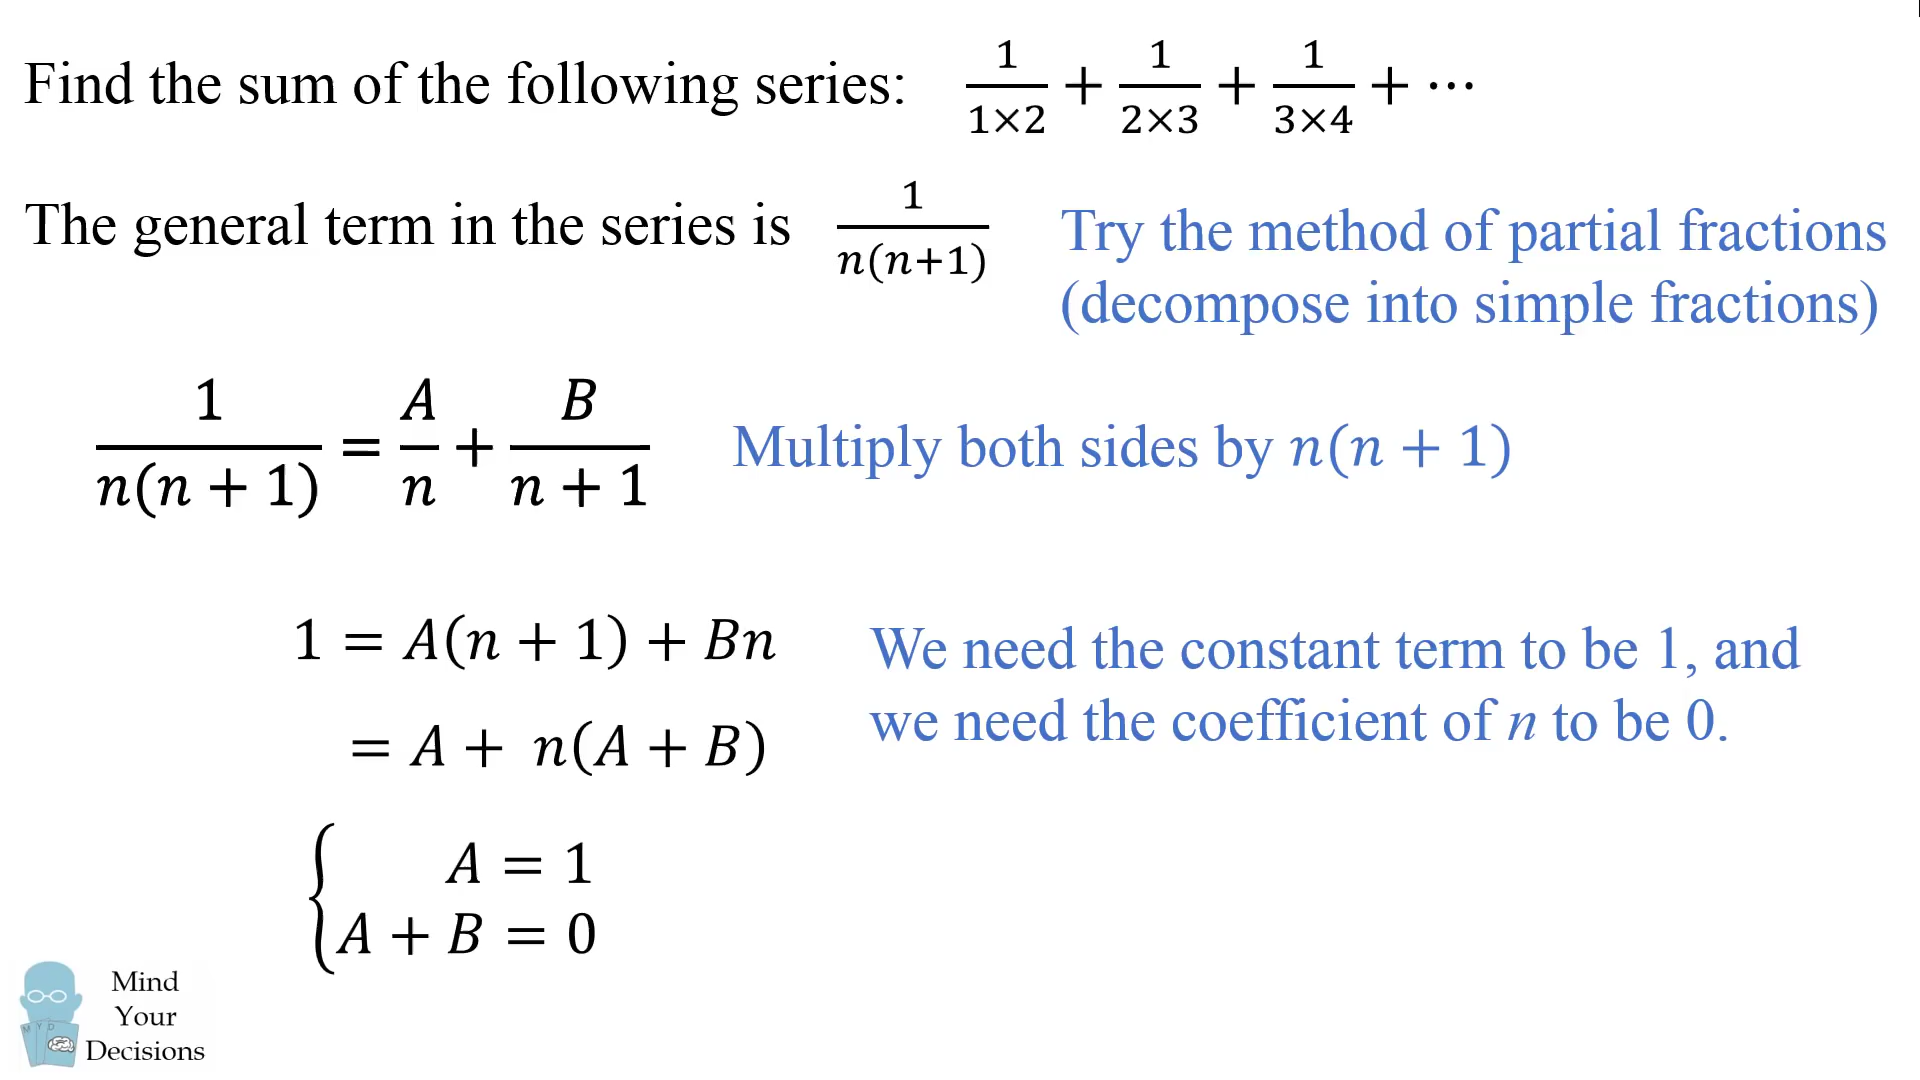 Find the sum of the following series: 1/(1×2) + 1/(2×3) + 1/(3×4) + ⋯
The general term in the series is 1/(n(n+1))
Try the method of partial fractions
(decompose into simple fractions)
1/(n(n + 1)) = A/n + B/(n + 1)
Multiply both sides by n(n + 1)
1 = A(n + 1) + Bn
= A + n(A + B)
We need the constant term to be 1, and
we need the coefficient of n to be 0.
{ A = 1
A + B = 0
M Y D
Mind
Your
Decisions